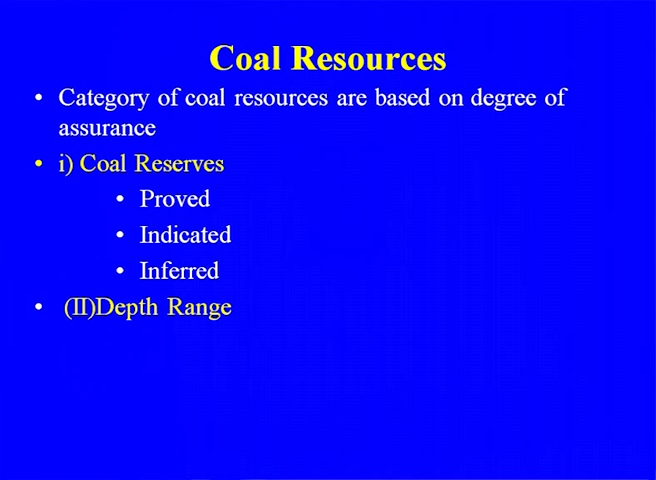 Coal Resources
• Category of coal resources are based on degree of
assurance
• i) Coal Reserves
• Proved
• Indicated
• Inferred
• (II)Depth Range